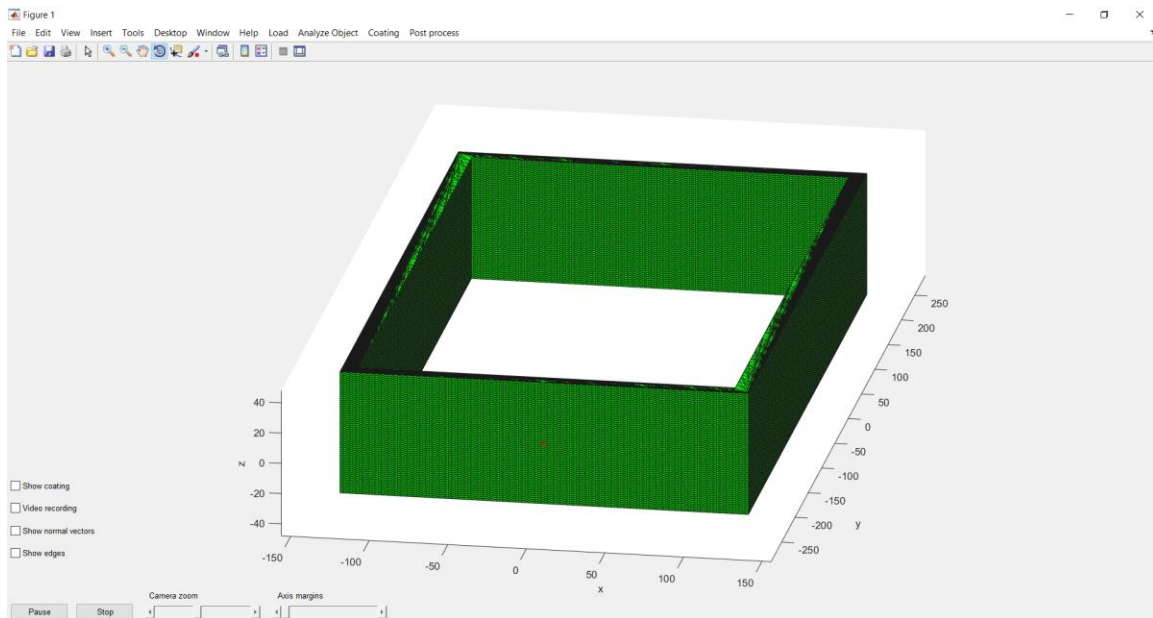 Figure 1
File Edit View Insert Tools Desktop Window Help Load Analyze Object Coating Post process
250
200
150
100
50
0
-50
-100
-150
-200
-250
y
40
20
z 0
-20
-40
-150
-100
-50
0
50
100
150
x
Show coating
Video recording
Show normal vectors
Show edges
Camera zoom Axis margins
Pause Stop